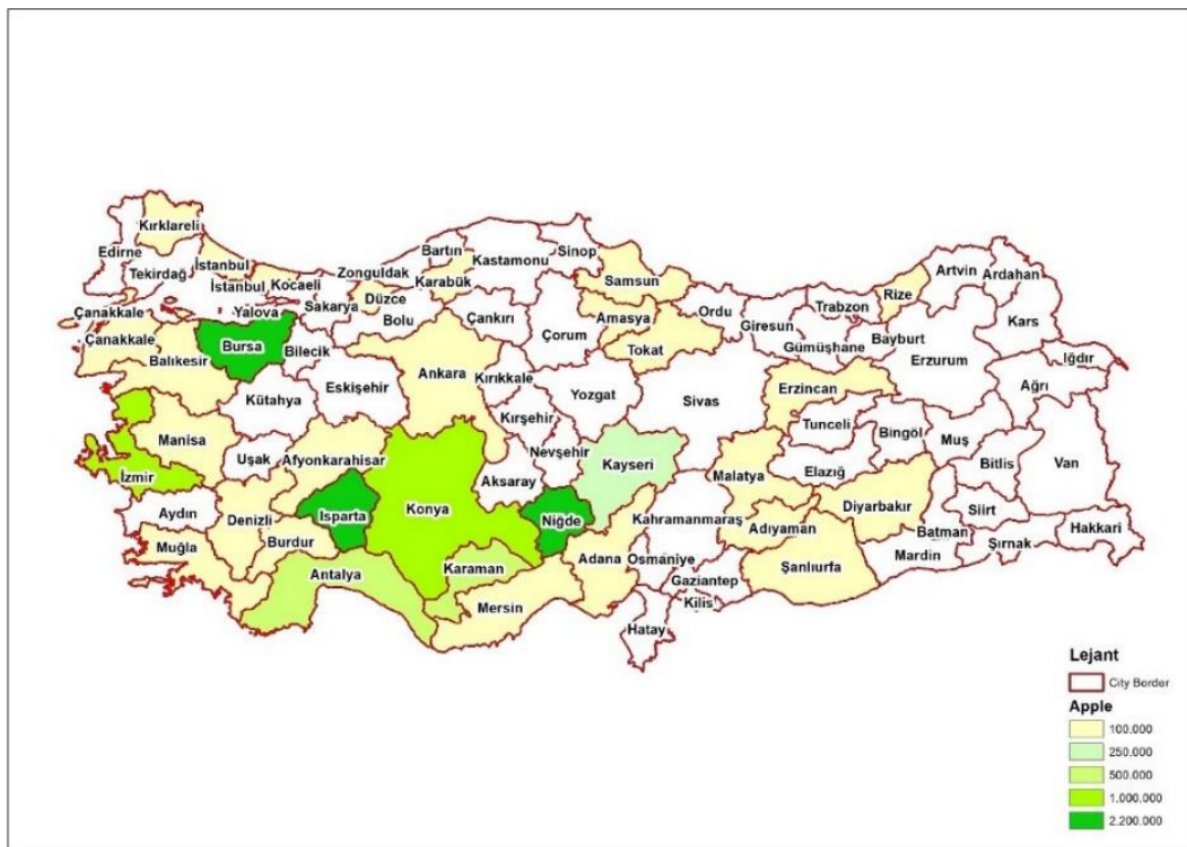 Kırklareli
Edirne
Tekirdağ
İstanbul
İstanbul
Kocaeli
Yalova
Sakarya
Düzce
Zonguldak
Bartın
Karabük
Kastamonu
Sinop
Samsun
Bolu
Çankırı
Çorum
Amasya
Tokat
Ordu
Giresun
Trabzon
Gümüşhane
Rize
Bayburt
Artvin
Ardahan
Kars
Erzurum
Iğdır
Ağrı
Çanakkale
Çanakkale
Balıkesir
Bursa
Bilecik
Eskişehir
Kütahya
Ankara
Kırıkkale
Kırşehir
Yozgat
Sivas
Erzincan
Tunceli
Bingöl
Muş
Bitlis
Van
Manisa
Uşak
Afyonkarahisar
İzmir
Aydın
Denizli
Isparta
Burdur
Konya
Aksaray
Nevşehir
Niğde
Kayseri
Malatya
Elazığ
Diyarbakır
Adıyaman
Batman
Siirt
Şırnak
Hakkari
Mardin
Şanlıurfa
Kahramanmaraş
Osmaniye
Gaziantep
Kilis
Hatay
Adana
Mersin
Karaman
Antalya
Muğla
Lejant
City Border
Apple
100.000
250.000
500.000
1.000.000
2.200.000